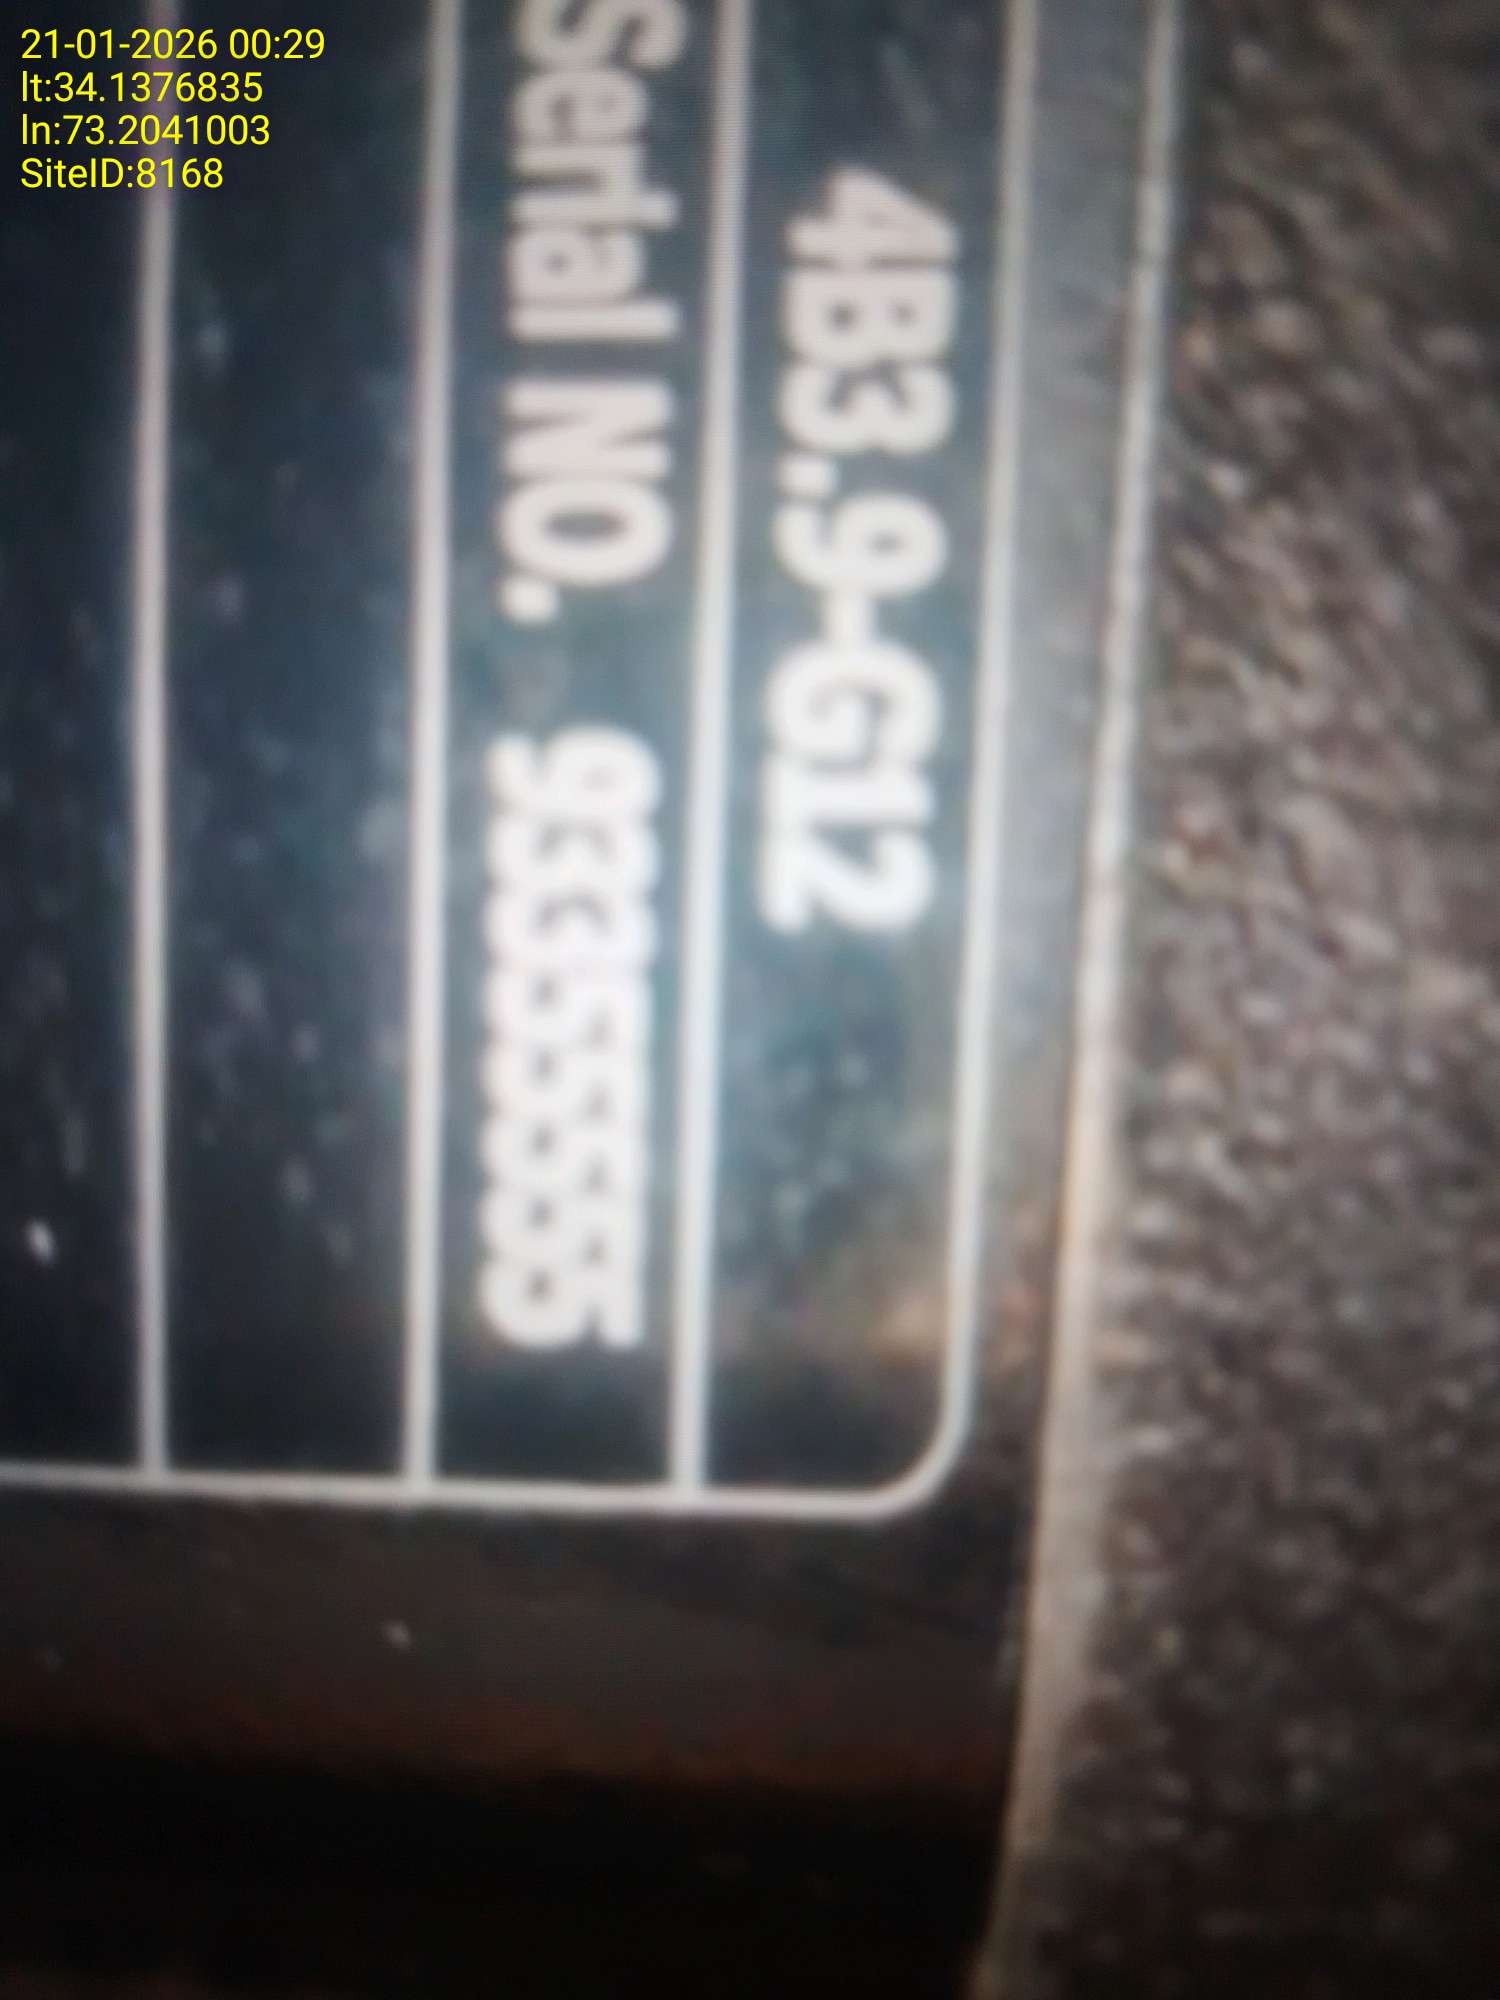 21-01-2026 00:29
lt:34.1376835
ln:73.2041003
SiteID:8168
4B3.9-G12
Serial NO.